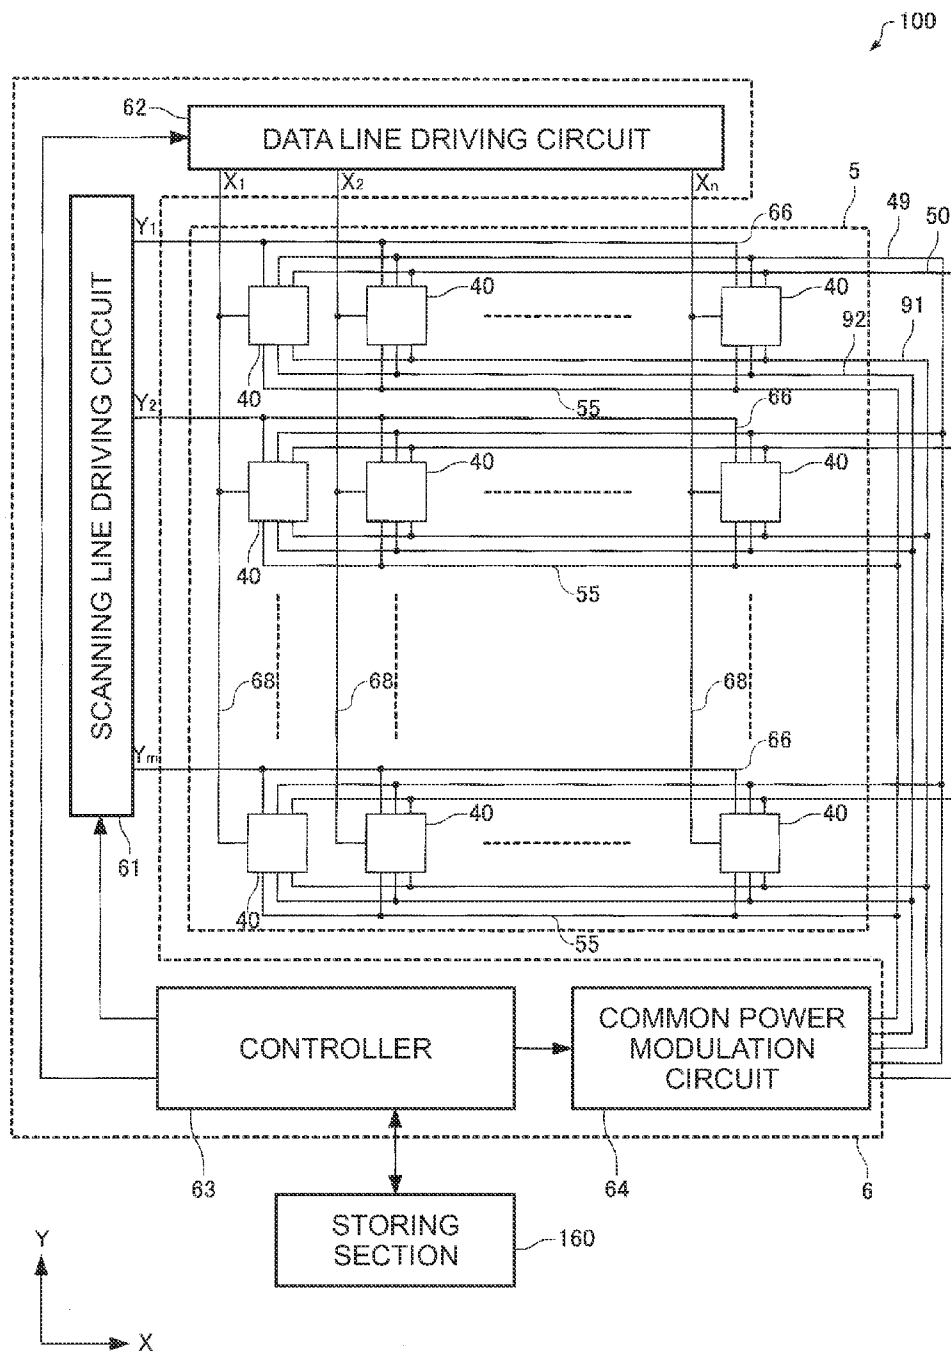 100
62
DATA LINE DRIVING CIRCUIT
X1
X2
Xn
5
49
50
66
Y1
40
40
91
92
40
55
66
Y2
40
40
40
55
SCANNING LINE DRIVING CIRCUIT
68
68
68
66
Ym
40
40
61
40
55
CONTROLLER
COMMON POWER
MODULATION
CIRCUIT
63
64
6
STORING
SECTION
160
Y
X